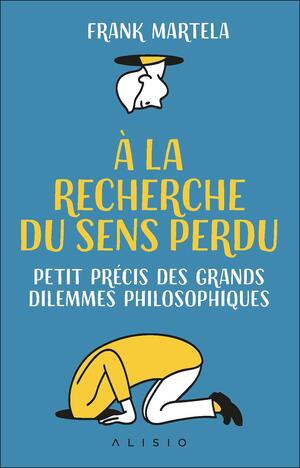 FRANK MARTELA
À LA
RECHERCHE
DU SENS PERDU
PETIT PRÉCIS DES GRANDS
DILEMMES PHILOSOPHIQUES
ALISIO